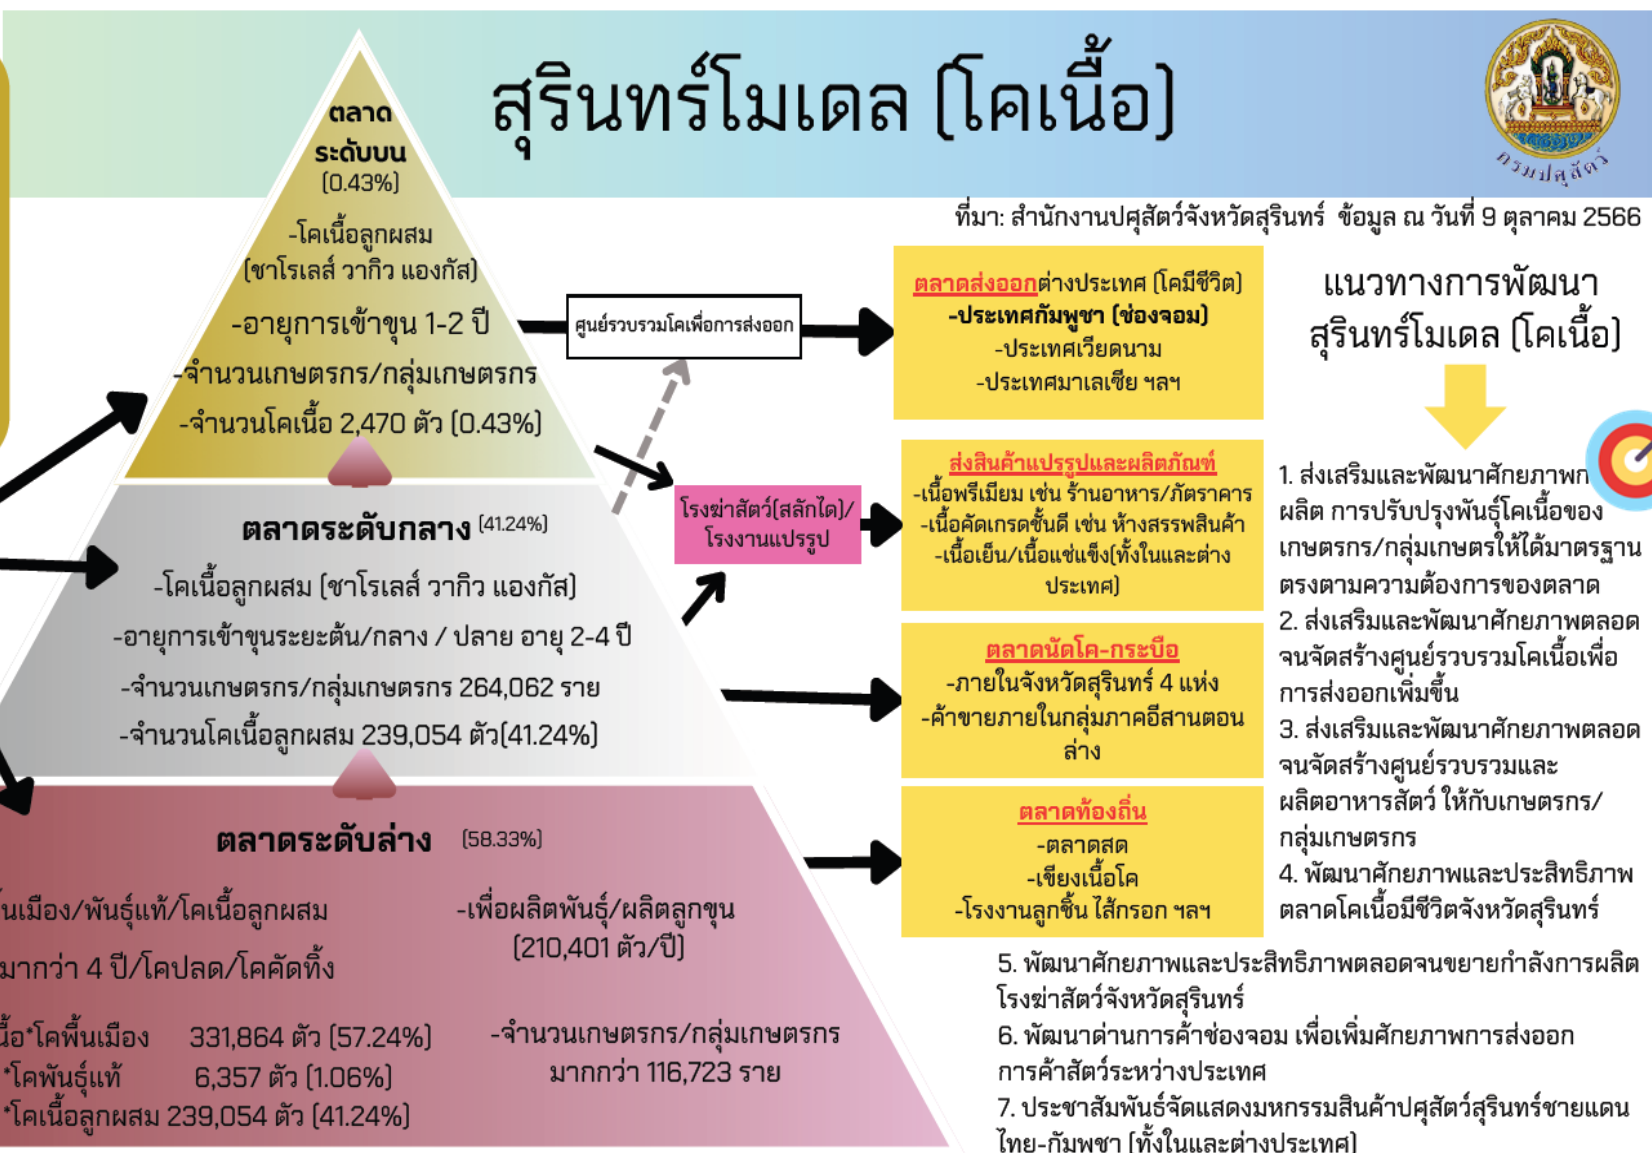 สุรินทร์โมเดล (โคเนื้อ)
กรมปศุสัตว์
ที่มา: สำนักงานปศุสัตว์จังหวัดสุรินทร์ ข้อมูล ณ วันที่ 9 ตุลาคม 2566
ตลาด
ระดับบน
(0.43%)
-โคเนื้อลูกผสม
(ชาโรเลส์ วากิว แองกัส)
-อายุการเข้าขุน 1-2 ปี
-จำนวนเกษตรกร/กลุ่มเกษตรกร
-จำนวนโคเนื้อ 2,470 ตัว (0.43%)
ตลาดระดับกลาง (41.24%)
-โคเนื้อลูกผสม (ชาโรเลส์ วากิว แองกัส)
-อายุการเข้าขุนระยะต้น/กลาง / ปลาย อายุ 2-4 ปี
-จำนวนเกษตรกร/กลุ่มเกษตรกร 264,062 ราย
-จำนวนโคเนื้อลูกผสม 239,054 ตัว(41.24%)
ตลาดระดับล่าง (58.33%)
นเมือง/พันธุ์แท้/โคเนื้อลูกผสม
มากว่า 4 ปี/โคปลด/โคคัดทิ้ง
*โคพื้นเมือง 331,864 ตัว (57.24%)
*โคพันธุ์แท้ 6,357 ตัว (1.06%)
*โคเนื้อลูกผสม 239,054 ตัว (41.24%)
-เพื่อผลิตพันธุ์/ผลิตลูกขุน
(210,401 ตัว/ปี)
-จำนวนเกษตรกร/กลุ่มเกษตรกร
มากกว่า 116,723 ราย
ศูนย์รวบรวมโคเพื่อการส่งออก
โรงฆ่าสัตว์(สลักได)/
โรงงานแปรรูป
ตลาดส่งออกต่างประเทศ (โคมีชีวิต)
-ประเทศกัมพูชา (ช่องจอม)
-ประเทศเวียดนาม
-ประเทศมาเลเซีย ฯลฯ
ส่งสินค้าแปรรูปและผลิตภัณฑ์
-เนื้อพรีเมียม เช่น ร้านอาหาร/ภัตราคาร
-เนื้อคัดเกรดชั้นดี เช่น ห้างสรรพสินค้า
-เนื้อเย็น/เนื้อแช่แข็ง(ทั้งในและต่าง
ประเทศ)
ตลาดนัดโค-กระบือ
-ภายในจังหวัดสุรินทร์ 4 แห่ง
-ค้าขายภายในกลุ่มภาคอีสานตอน
ล่าง
ตลาดท้องถิ่น
-ตลาดสด
-เขียงเนื้อโค
-โรงงานลูกชิ้น ไส้กรอก ฯลฯ
แนวทางการพัฒนา
สุรินทร์โมเดล (โคเนื้อ)
1. ส่งเสริมและพัฒนาศักยภาพก
ผลิต การปรับปรุงพันธุ์โคเนื้อของ
เกษตรกร/กลุ่มเกษตรให้ได้มาตรฐาน
ตรงตามความต้องการของตลาด
2. ส่งเสริมและพัฒนาศักยภาพตลอด
จนจัดสร้างศูนย์รวบรวมโคเนื้อเพื่อ
การส่งออกเพิ่มขึ้น
3. ส่งเสริมและพัฒนาศักยภาพตลอด
จนจัดสร้างศูนย์รวบรวมและ
ผลิตอาหารสัตว์ ให้กับเกษตรกร/
กลุ่มเกษตรกร
4. พัฒนาศักยภาพและประสิทธิภาพ
ตลาดโคเนื้อมีชีวิตจังหวัดสุรินทร์
5. พัฒนาศักยภาพและประสิทธิภาพตลอดจนขยายกำลังการผลิต
โรงฆ่าสัตว์จังหวัดสุรินทร์
6. พัฒนาด่านการค้าช่องจอม เพื่อเพิ่มศักยภาพการส่งออก
การค้าสัตว์ระหว่างประเทศ
7. ประชาสัมพันธ์จัดแสดงมหกรรมสินค้าปศุสัตว์สุรินทร์ชายแดน
ไทย-กัมพูชา (ทั้งในและต่างประเทศ)